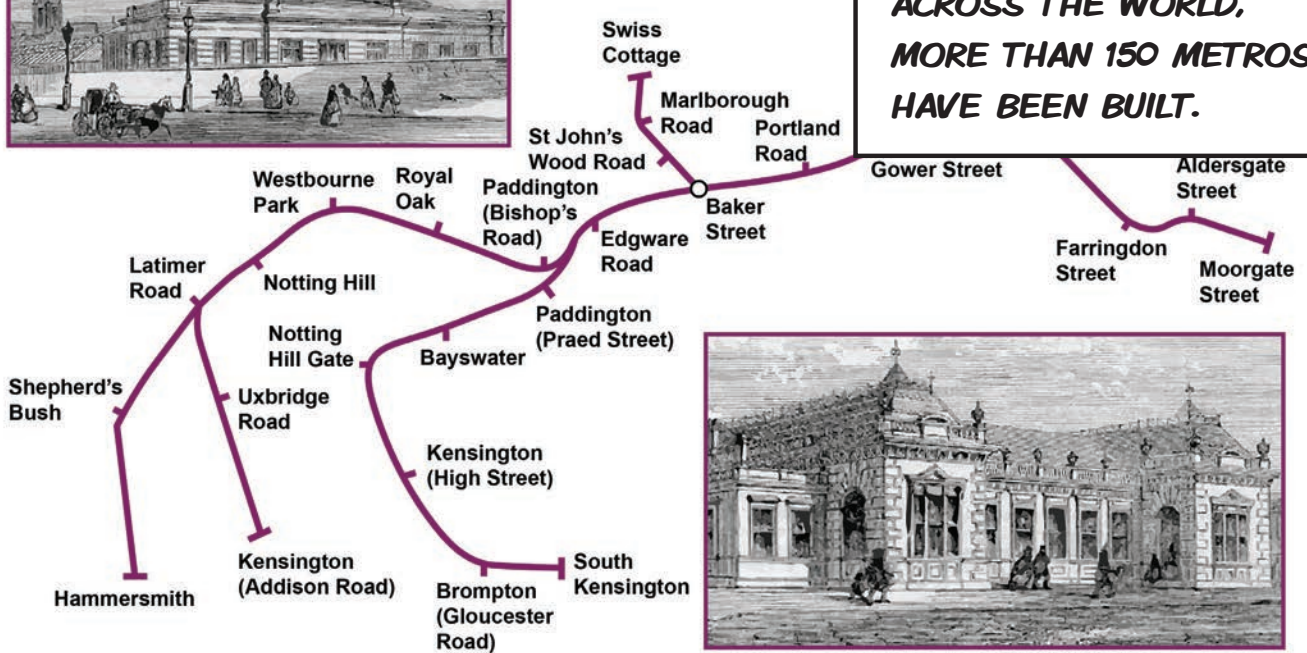 ACROSS THE WORLD,
MORE THAN 150 METROS
HAVE BEEN BUILT.
Swiss
Cottage
Marlborough
Road
St John's
Wood Road
Portland
Road
Gower Street
Aldersgate
Street
Westbourne
Park
Royal
Oak
Paddington
(Bishop's
Road)
Edgware
Road
Baker
Street
Farringdon
Street
Moorgate
Street
Latimer
Road
Notting Hill
Paddington
(Praed Street)
Notting
Hill Gate
Bayswater
Shepherd's
Bush
Uxbridge
Road
Kensington
(High Street)
Hammersmith
Kensington
(Addison Road)
Brompton
(Gloucester
Road)
South
Kensington